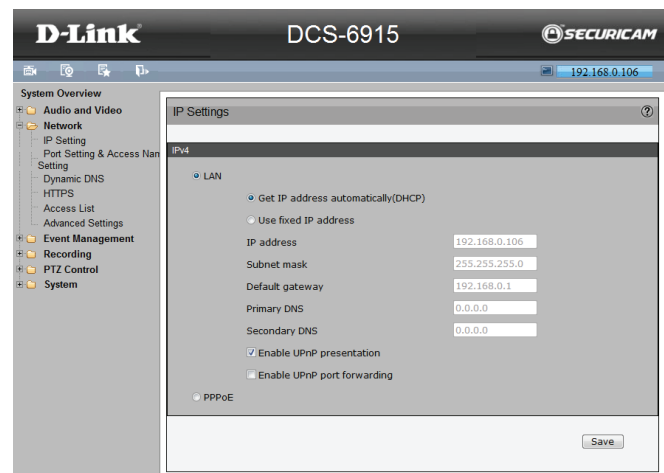 D-Link®
DCS-6915
SECURICAM
192.168.0.106
System Overview
Audio and Video
Network
IP Setting
Port Setting & Access Nan
Setting
Dynamic DNS
HTTPS
Access List
Advanced Settings
Event Management
Recording
PTZ Control
System
IP Settings
?
IPv4
LAN
Get IP address automatically(DHCP)
Use fixed IP address
IP address 192.168.0.106
Subnet mask 255.255.255.0
Default gateway 192.168.0.1
Primary DNS 0.0.0.0
Secondary DNS 0.0.0.0
Enable UPnP presentation
Enable UPnP port forwarding
PPPoE
Save